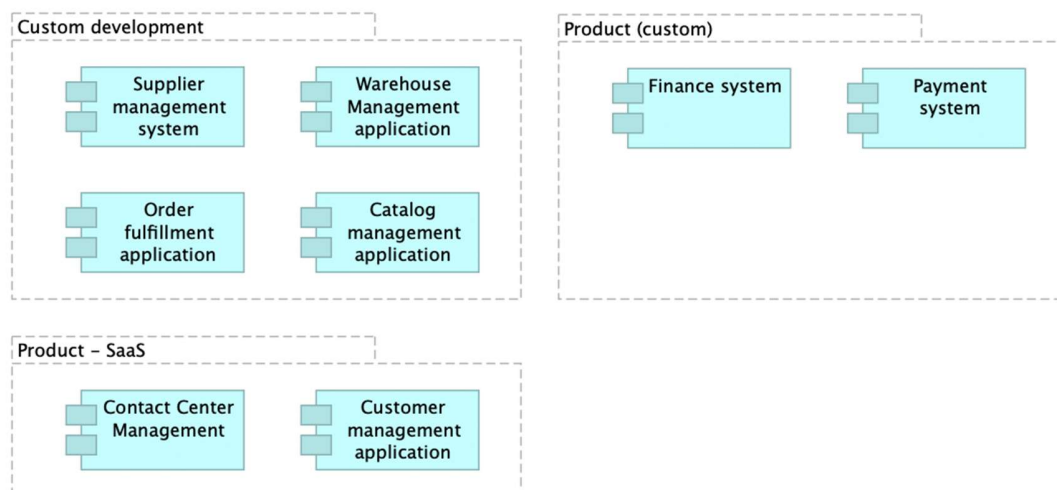 Custom development
Supplier
management
system
Warehouse
Management
application
Order
fulfillment
application
Catalog
management
application
Product (custom)
Finance system
Payment
system
Product – SaaS
Contact Center
Management
Customer
management
application